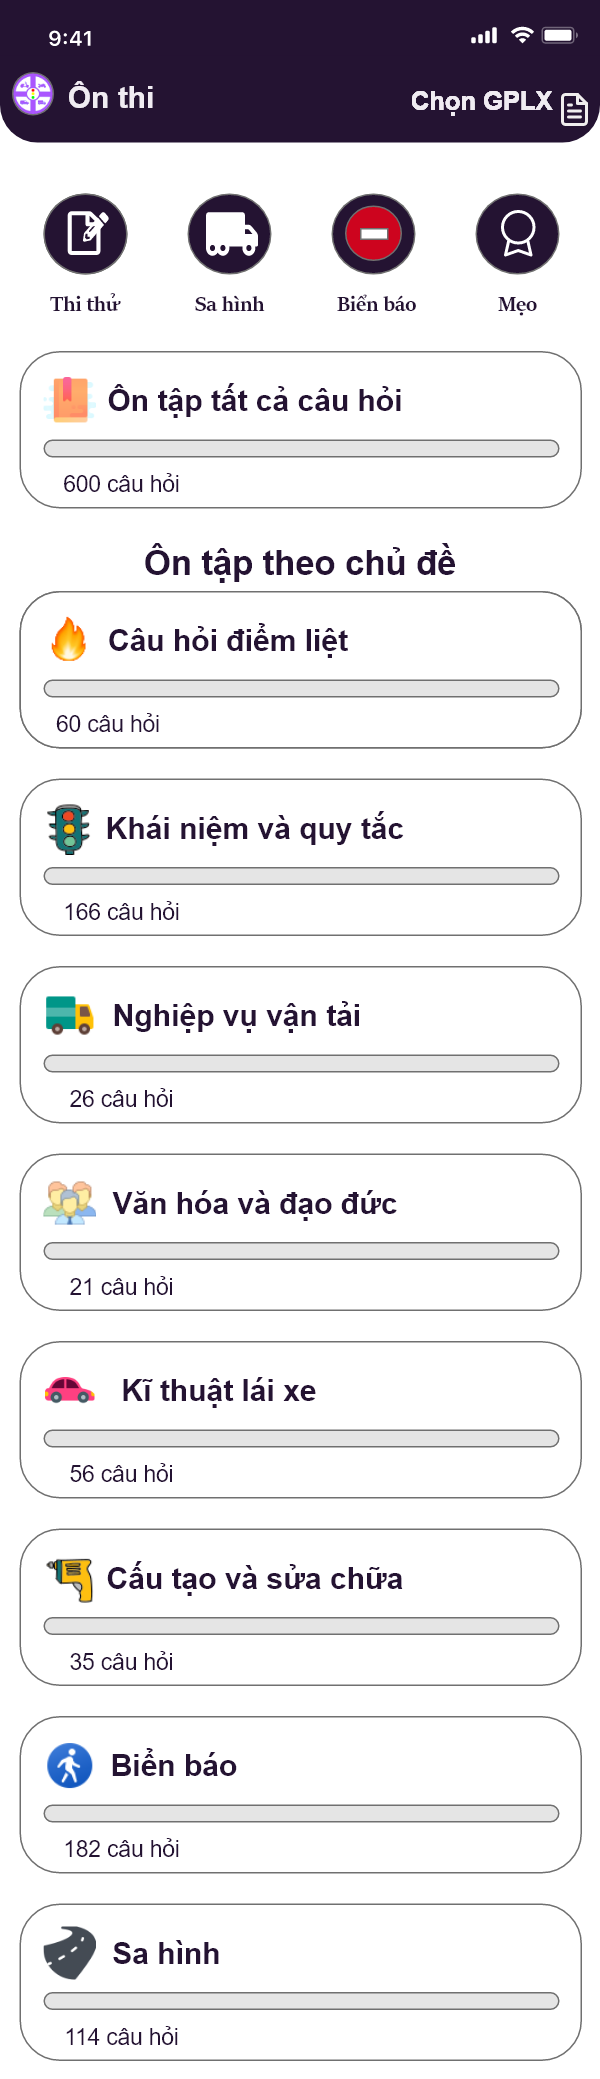 9:41
Ôn thi
Chọn GPLX
Thi thử
Sa hình
Biển báo
Mẹo
Ôn tập tất cả câu hỏi
600 câu hỏi
Ôn tập theo chủ đề
Câu hỏi điểm liệt
60 câu hỏi
Khái niệm và quy tắc
166 câu hỏi
Nghiệp vụ vận tải
26 câu hỏi
Văn hóa và đạo đức
21 câu hỏi
Kĩ thuật lái xe
56 câu hỏi
Cấu tạo và sửa chữa
35 câu hỏi
Biển báo
182 câu hỏi
Sa hình
114 câu hỏi